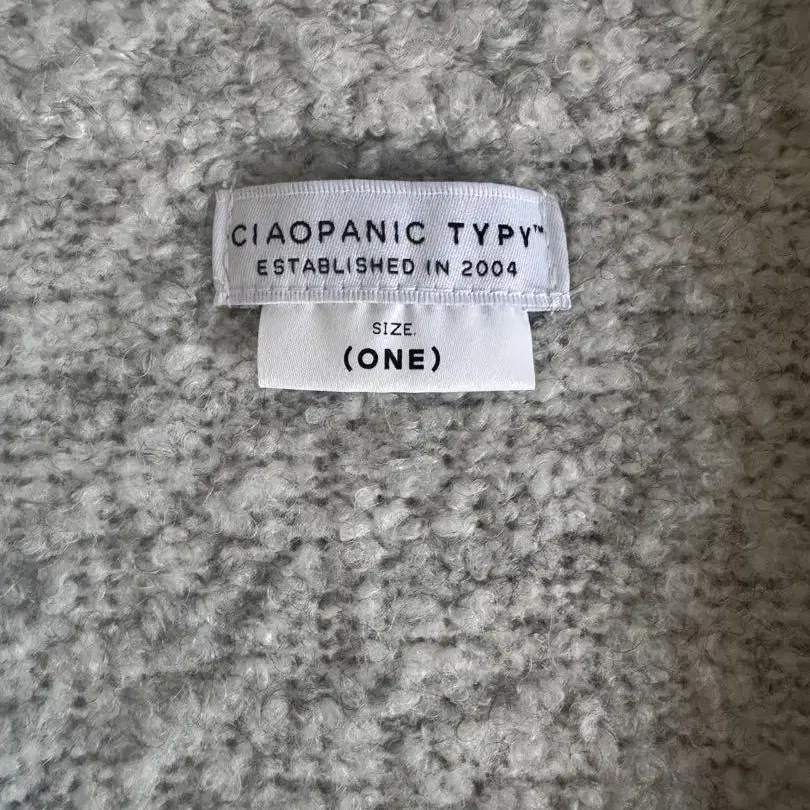 CIAOPANIC TYPY™
ESTABLISHED IN 2004
SIZE.
(ONE)